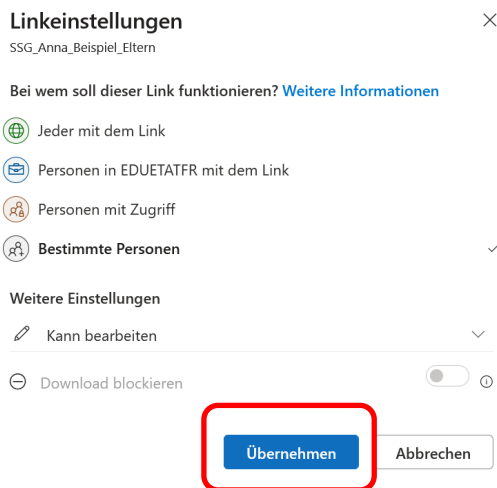 Linkeinstellungen
SSG_Anna_Beispiel_Eltern
Bei wem soll dieser Link funktionieren? Weitere Informationen
Jeder mit dem Link
Personen in EDUETATFR mit dem Link
Personen mit Zugriff
Bestimmte Personen
Weitere Einstellungen
Kann bearbeiten
Download blockieren
Übernehmen Abbrechen